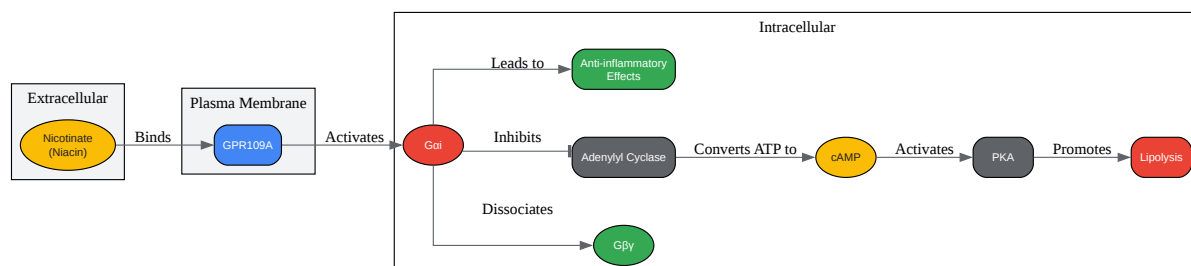 Intracellular
Leads to
Anti-inflammatory
Effects
Extracellular
Plasma Membrane
Nicotinate
(Niacin)
Binds
GPR109A
Activates
Gαi
Inhibits
Adenylyl Cyclase
Converts ATP to
cAMP
Activates
PKA
Promotes
Lipolysis
Dissociates
Gβγ